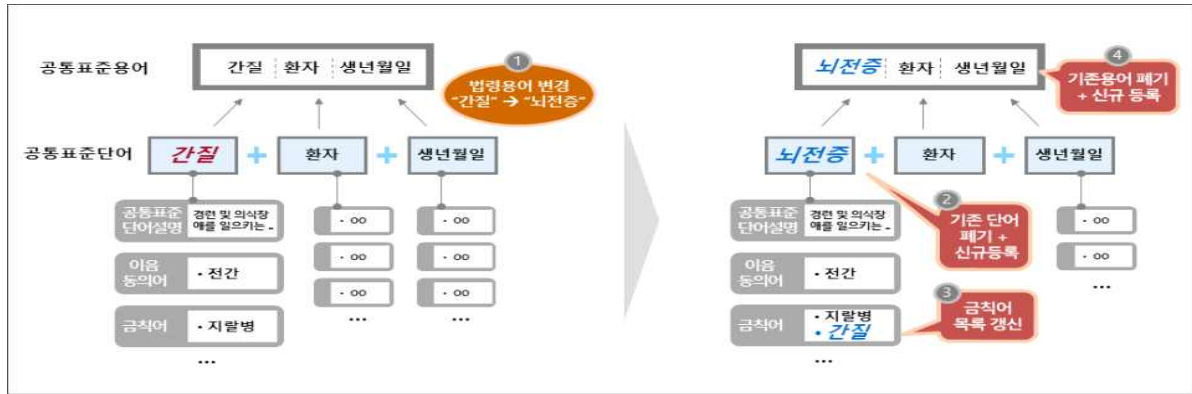 공통표준용어
간질 환자 생년월일
1
법령용어 변경
"간질" → "뇌전증"
공통표준단어
간질 + 환자 + 생년월일
공통표준
단어설명
경련 및 의식장
애를 일으키는 ..
이음
동의어
• 전간
금칙어
• 지랄병
...
• oo
• oo
• oo
...
• oo
• oo
• oo
...
뇌전증 환자 생년월일
4
기존용어 폐기
+ 신규 등록
뇌전증 + 환자 + 생년월일
2
기존 단어
폐기 +
신규등록
공통표준
단어설명
경련 및 의식장
애를 일으키는 ..
이음
동의어
• 전간
금칙어
• 지랄병
• 간질
...
3
금칙어
목록 갱신
• oo
• oo
...